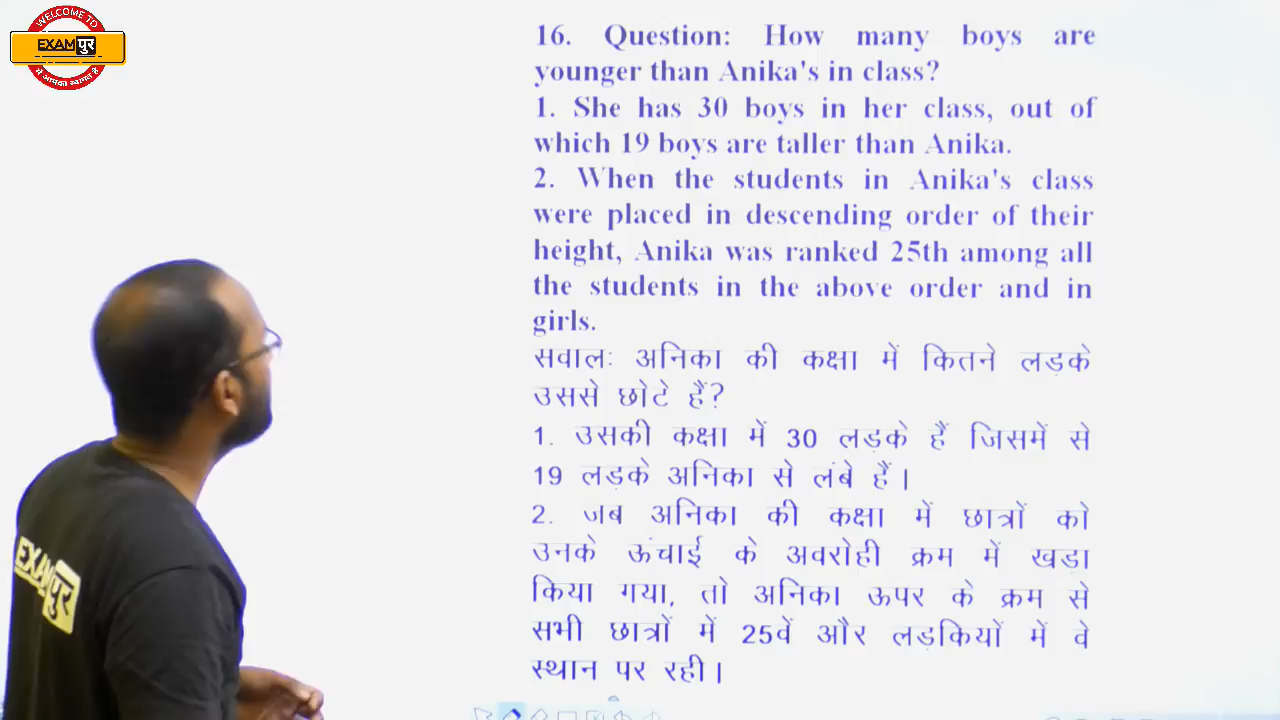 WELCOME TO
EXAMपुर
में आपका स्वागत है
16. Question: How many boys are
younger than Anika's in class?
1. She has 30 boys in her class, out of
which 19 boys are taller than Anika.
2. When the students in Anika's class
were placed in descending order of their
height, Anika was ranked 25th among all
the students in the above order and in
girls.
सवालः अनिका की कक्षा में कितने लड़के
उससे छोटे हैं?
1. उसकी कक्षा में 30 लड़के हैं जिसमें से
19 लड़के अनिका से लंबे हैं।
2. जब अनिका की कक्षा में छात्रों को
उनके ऊंचाई के अवरोही क्रम में खडा
किया गया, तो अनिका ऊपर के क्रम से
सभी छात्रों में 25वें और लड़कियों में वे
स्थान पर रही।
EXAMपुर